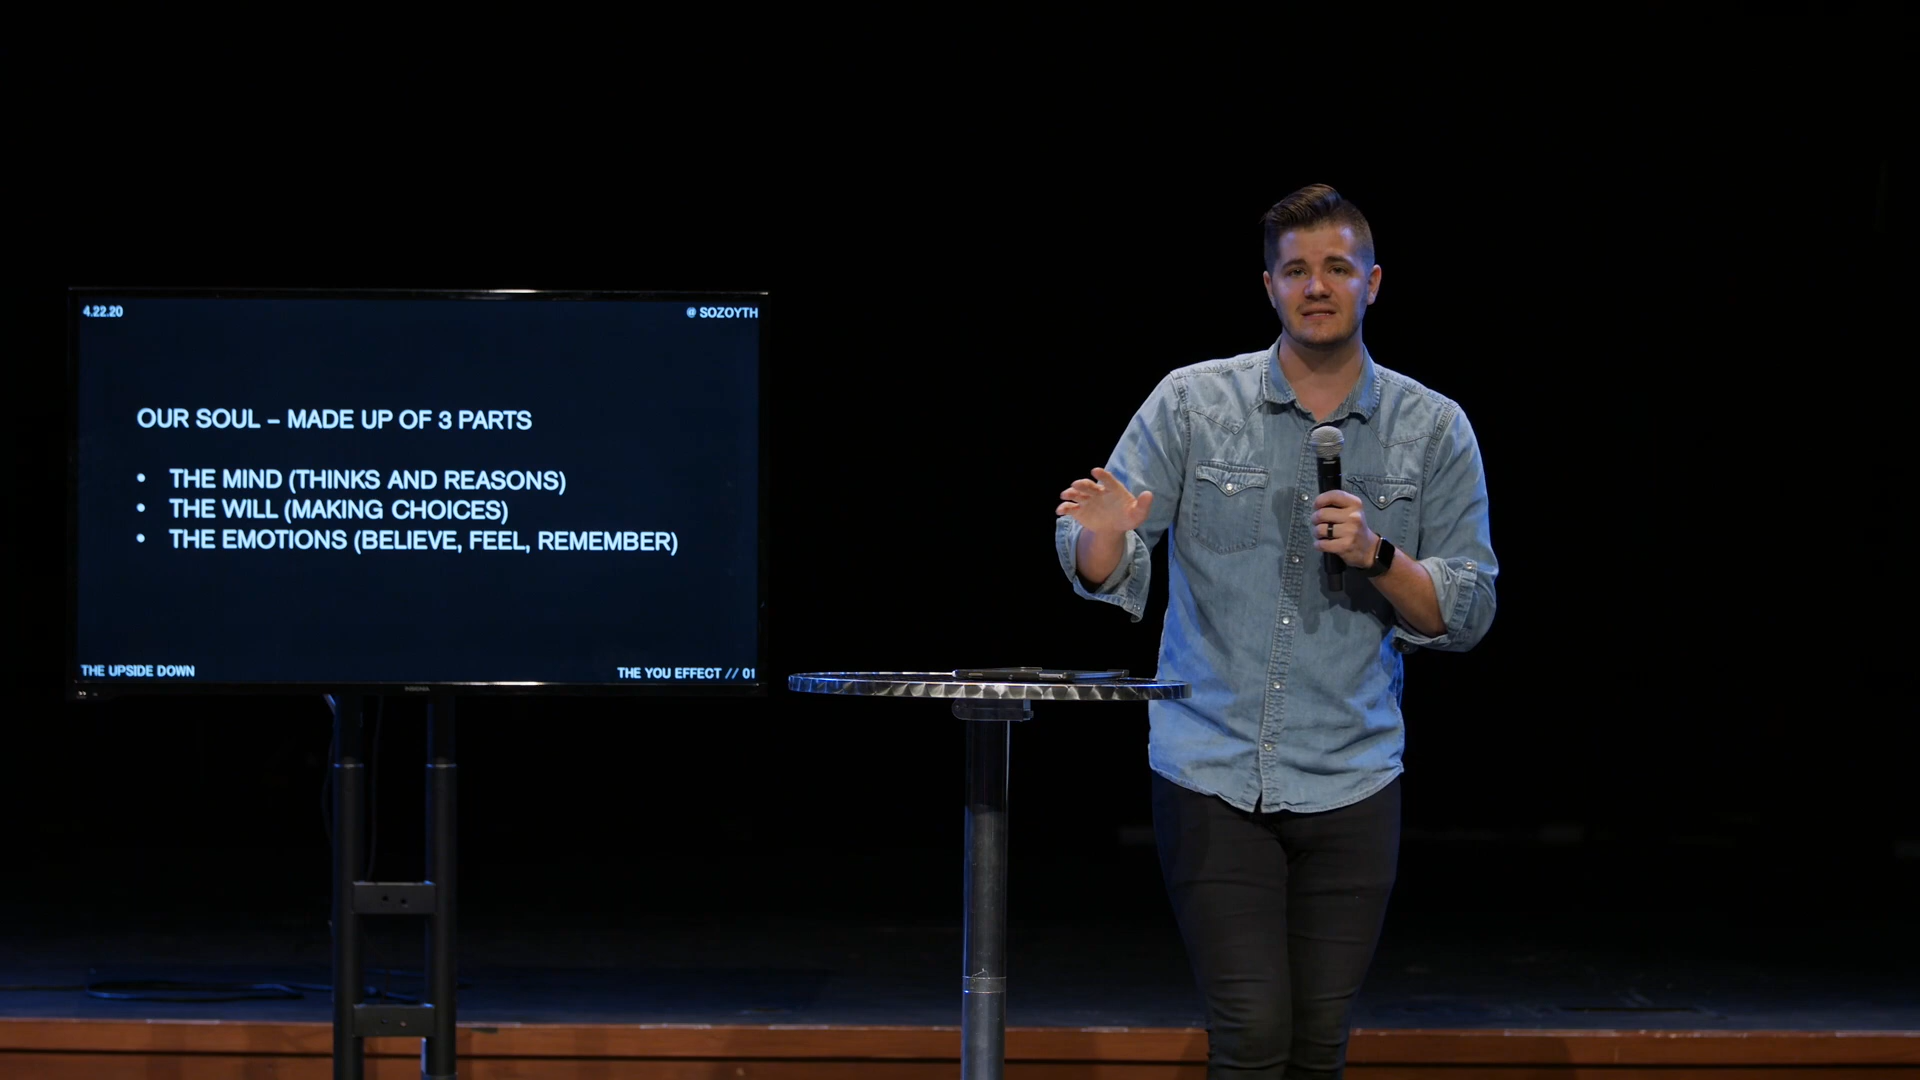 4.22.20
@ SOZOYTH
OUR SOUL – MADE UP OF 3 PARTS
• THE MIND (THINKS AND REASONS)
• THE WILL (MAKING CHOICES)
• THE EMOTIONS (BELIEVE, FEEL, REMEMBER)
THE UPSIDE DOWN
THE YOU EFFECT // 01
INSIGNIA